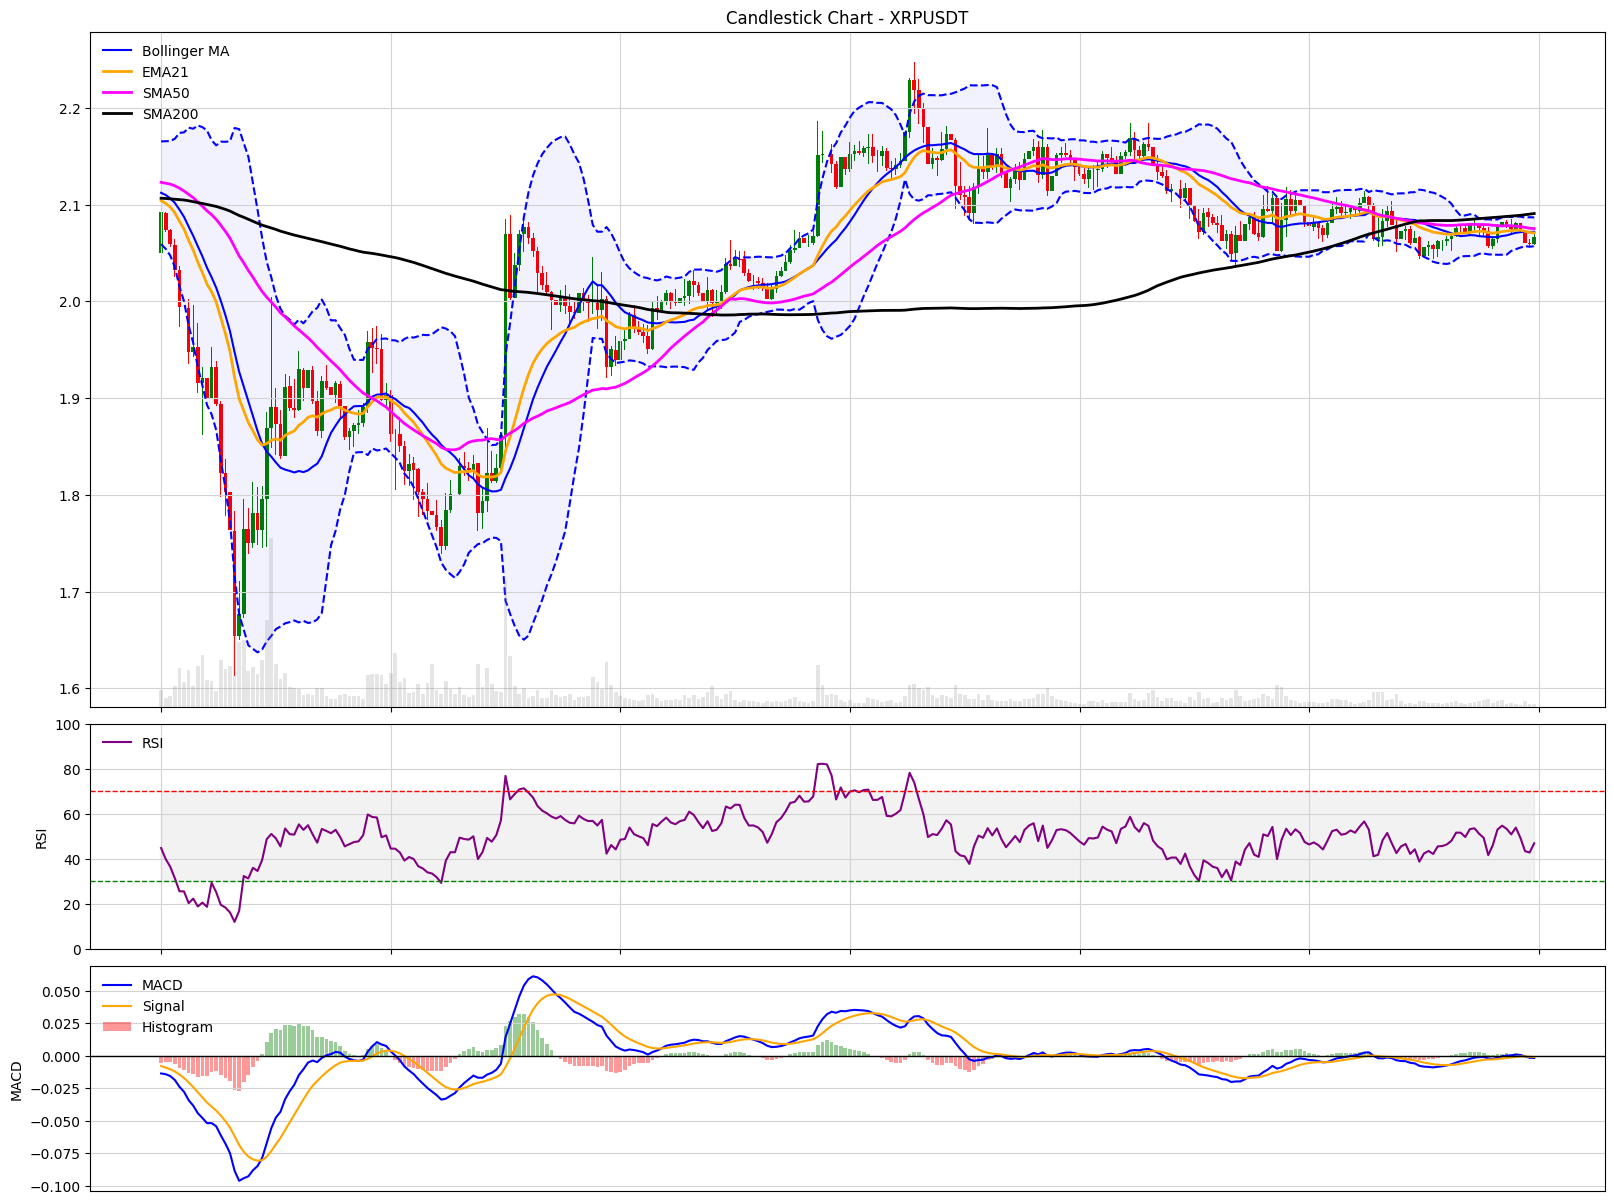 Candlestick Chart - XRPUSDT
Bollinger MA
EMA21
SMA50
SMA200
2.2
2.1
2.0
1.9
1.8
1.7
1.6
RSI
RSI
100
80
60
40
20
0
MACD
MACD
Signal
Histogram
0.050
0.025
0.000
−0.025
−0.050
−0.075
−0.100